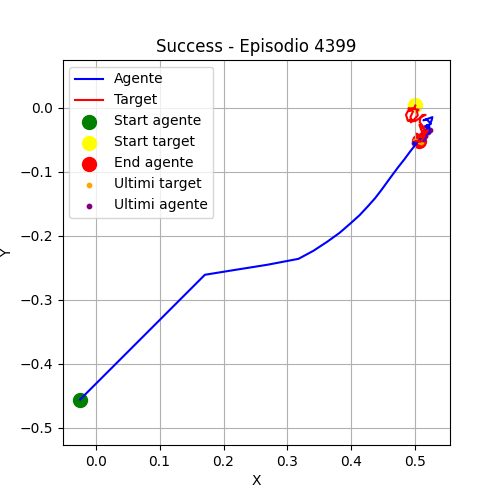 Success - Episodio 4399
Agente
Target
Start agente
Start target
End agente
Ultimi target
Ultimi agente
0.0
−0.1
−0.2
−0.3
−0.4
−0.5
Y
0.0
0.1
0.2
0.3
0.4
0.5
X